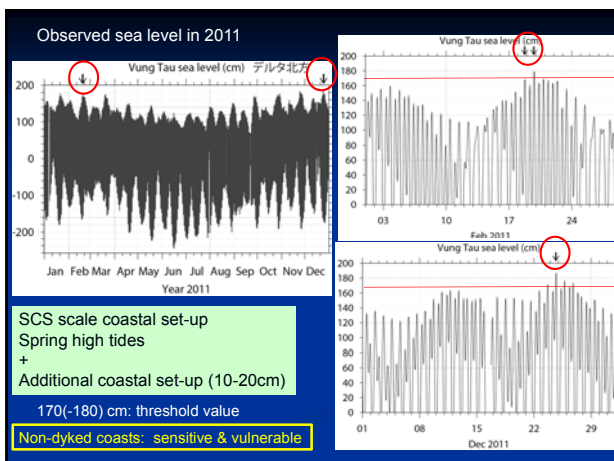 Observed sea level in 2011
Vung Tau sea level (cm) デルタ北方
200
100
0
-100
-200
Jan Feb Mar Apr May Jun Jul Aug Sep Oct Nov Dec
Year 2011
Vung Tau sea level (cm)
200
180
160
140
120
100
80
60
40
20
0
03 10 17 24
Feb 2011
Vung Tau sea level (cm)
200
180
160
140
120
100
80
60
40
20
0
01 08 15 22 29
Dec 2011
SCS scale coastal set-up
Spring high tides
+
Additional coastal set-up (10-20cm)
170(-180) cm: threshold value
Non-dyked coasts: sensitive & vulnerable